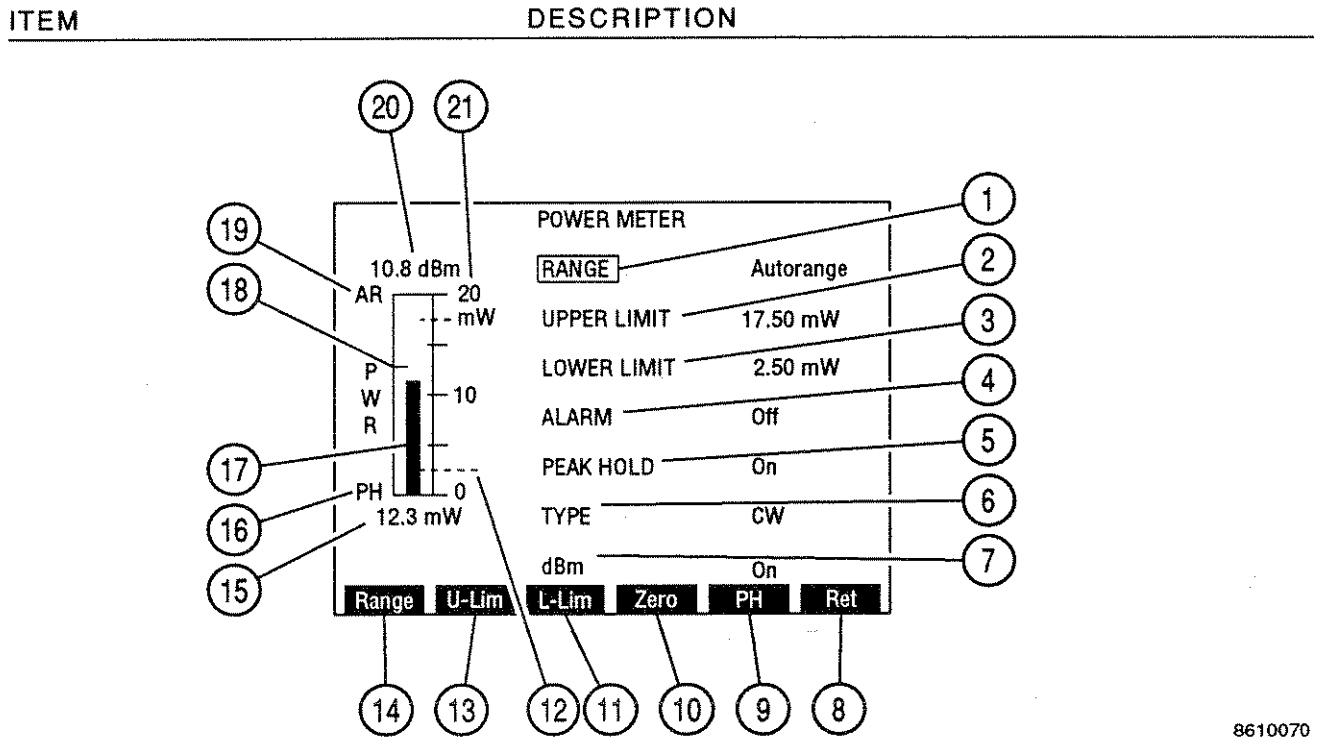 ITEM DESCRIPTION
20 21
19 1
POWER METER
10.8 dBm RANGE Autorange
18 2
AR 20
mW UPPER LIMIT 17.50 mW
3
P LOWER LIMIT 2.50 mW
W 10
4
R ALARM Off
5
17 PEAK HOLD On
PH 0
6
16 12.3 mW TYPE CW
7
15 dBm On
Range U-Lim L-Lim Zero PH Ret
14 13 12 11 10 9 8
8610070